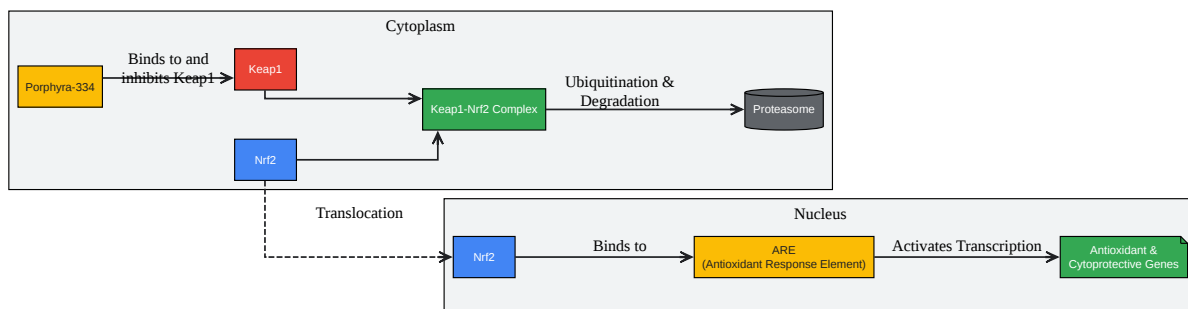 Cytoplasm
Binds to and
inhibits Keap1
Porphyra-334
Keap1
Ubiquitination &
Degradation
Keap1-Nrf2 Complex
Proteasome
Nrf2
Translocation
Nucleus
Nrf2
Binds to
ARE
(Antioxidant Response Element)
Activates Transcription
Antioxidant &
Cytoprotective Genes